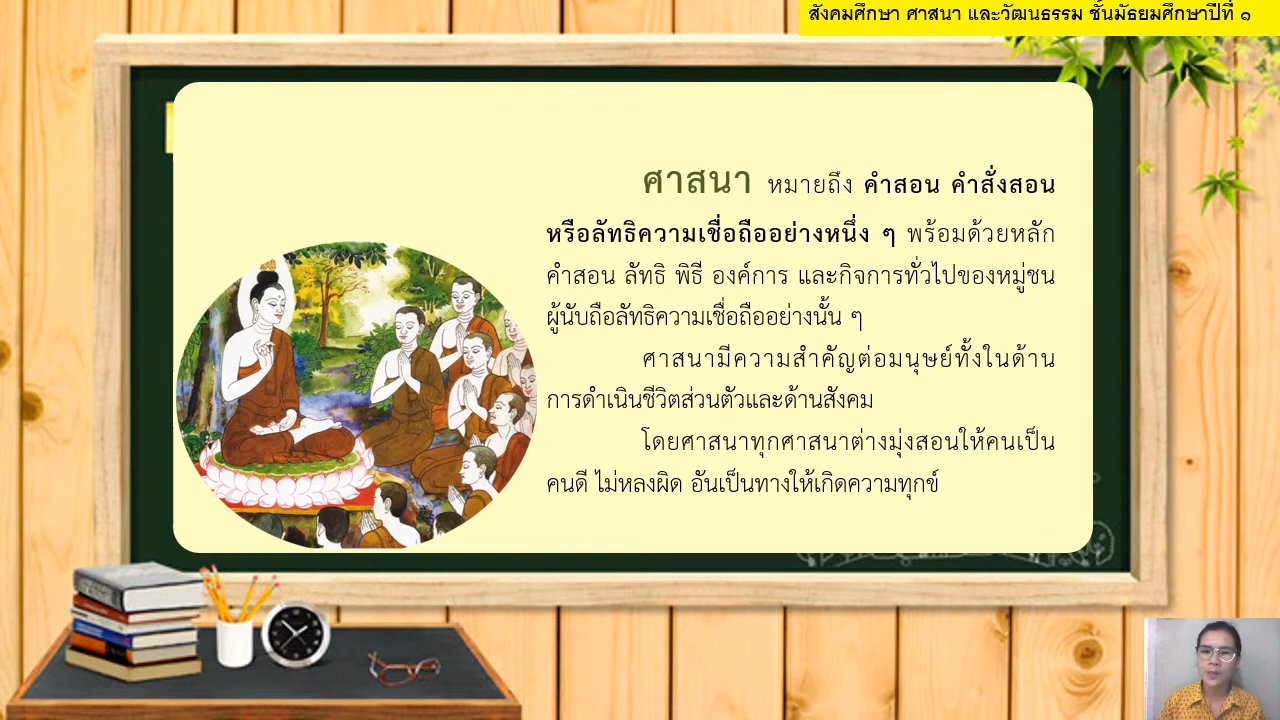 สังคมศึกษา ศาสนา และวัฒนธรรม ชั้นมัธยมศึกษาปีที่ ๑
ศาสนา หมายถึง คำสอน คำสั่งสอน
หรือลัทธิความเชื่อถืออย่างหนึ่ง ๆ พร้อมด้วยหลัก
คำสอน ลัทธิ พิธี องค์การ และกิจการทั่วไปของหมู่ชน
ผู้นับถือลัทธิความเชื่อถืออย่างนั้น ๆ
ศาสนามีความสำคัญต่อมนุษย์ทั้งในด้าน
การดำเนินชีวิตส่วนตัวและด้านสังคม
โดยศาสนาทุกศาสนาต่างมุ่งสอนให้คนเป็น
คนดี ไม่หลงผิด อันเป็นทางให้เกิดความทุกข์